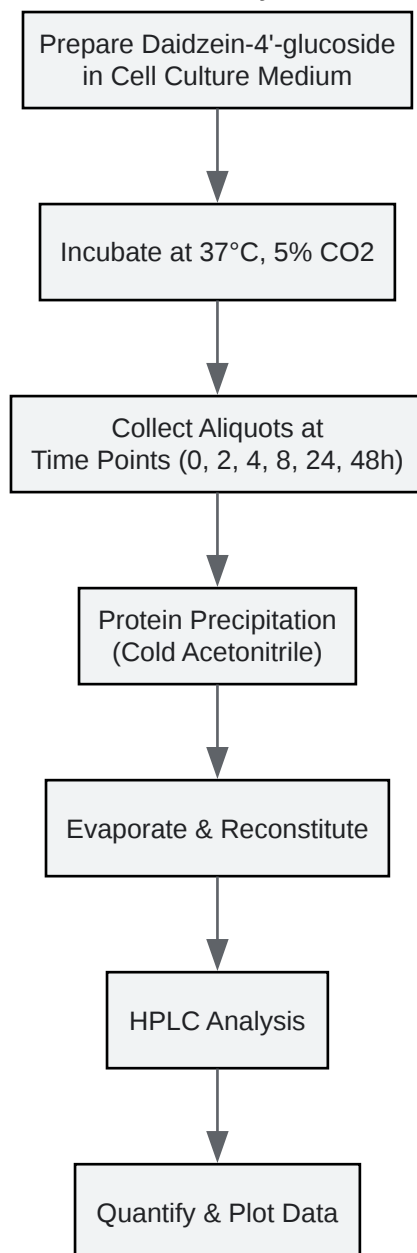 Prepare Daidzein-4'-glucoside
in Cell Culture Medium
Incubate at 37°C, 5% CO2
Collect Aliquots at
Time Points (0, 2, 4, 8, 24, 48h)
Protein Precipitation
(Cold Acetonitrile)
Evaporate & Reconstitute
HPLC Analysis
Quantify & Plot Data